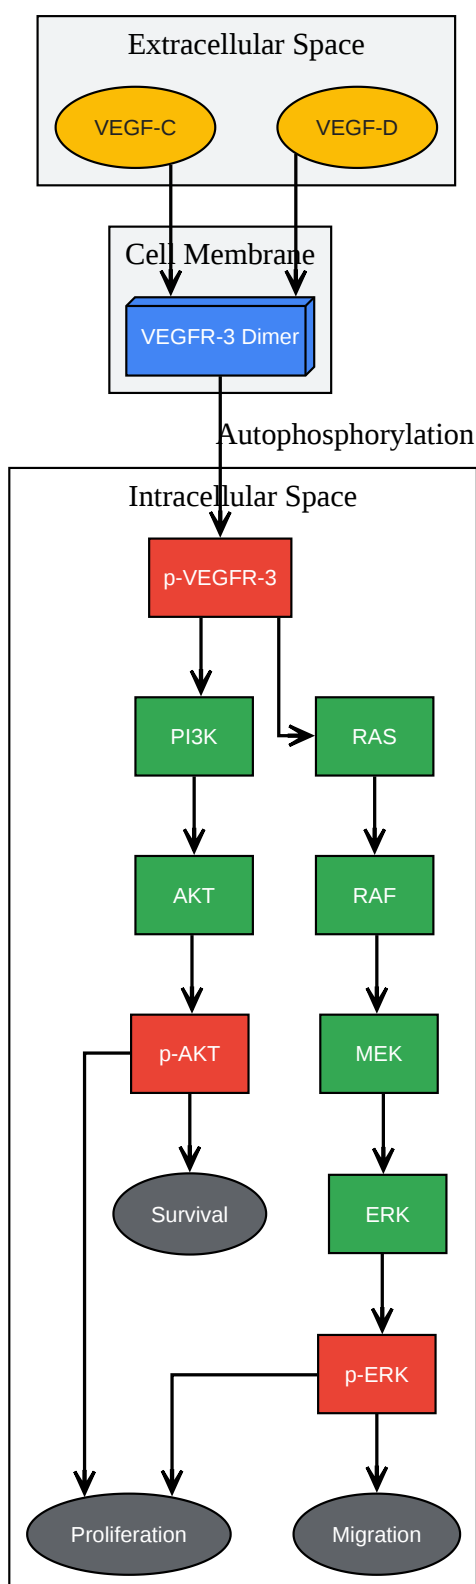 Extracellular Space
VEGF-C
VEGF-D
Cell Membrane
VEGFR-3 Dimer
Autophosphorylation
Intracellular Space
p-VEGFR-3
PI3K
RAS
AKT
RAF
p-AKT
MEK
Survival
ERK
p-ERK
Proliferation
Migration